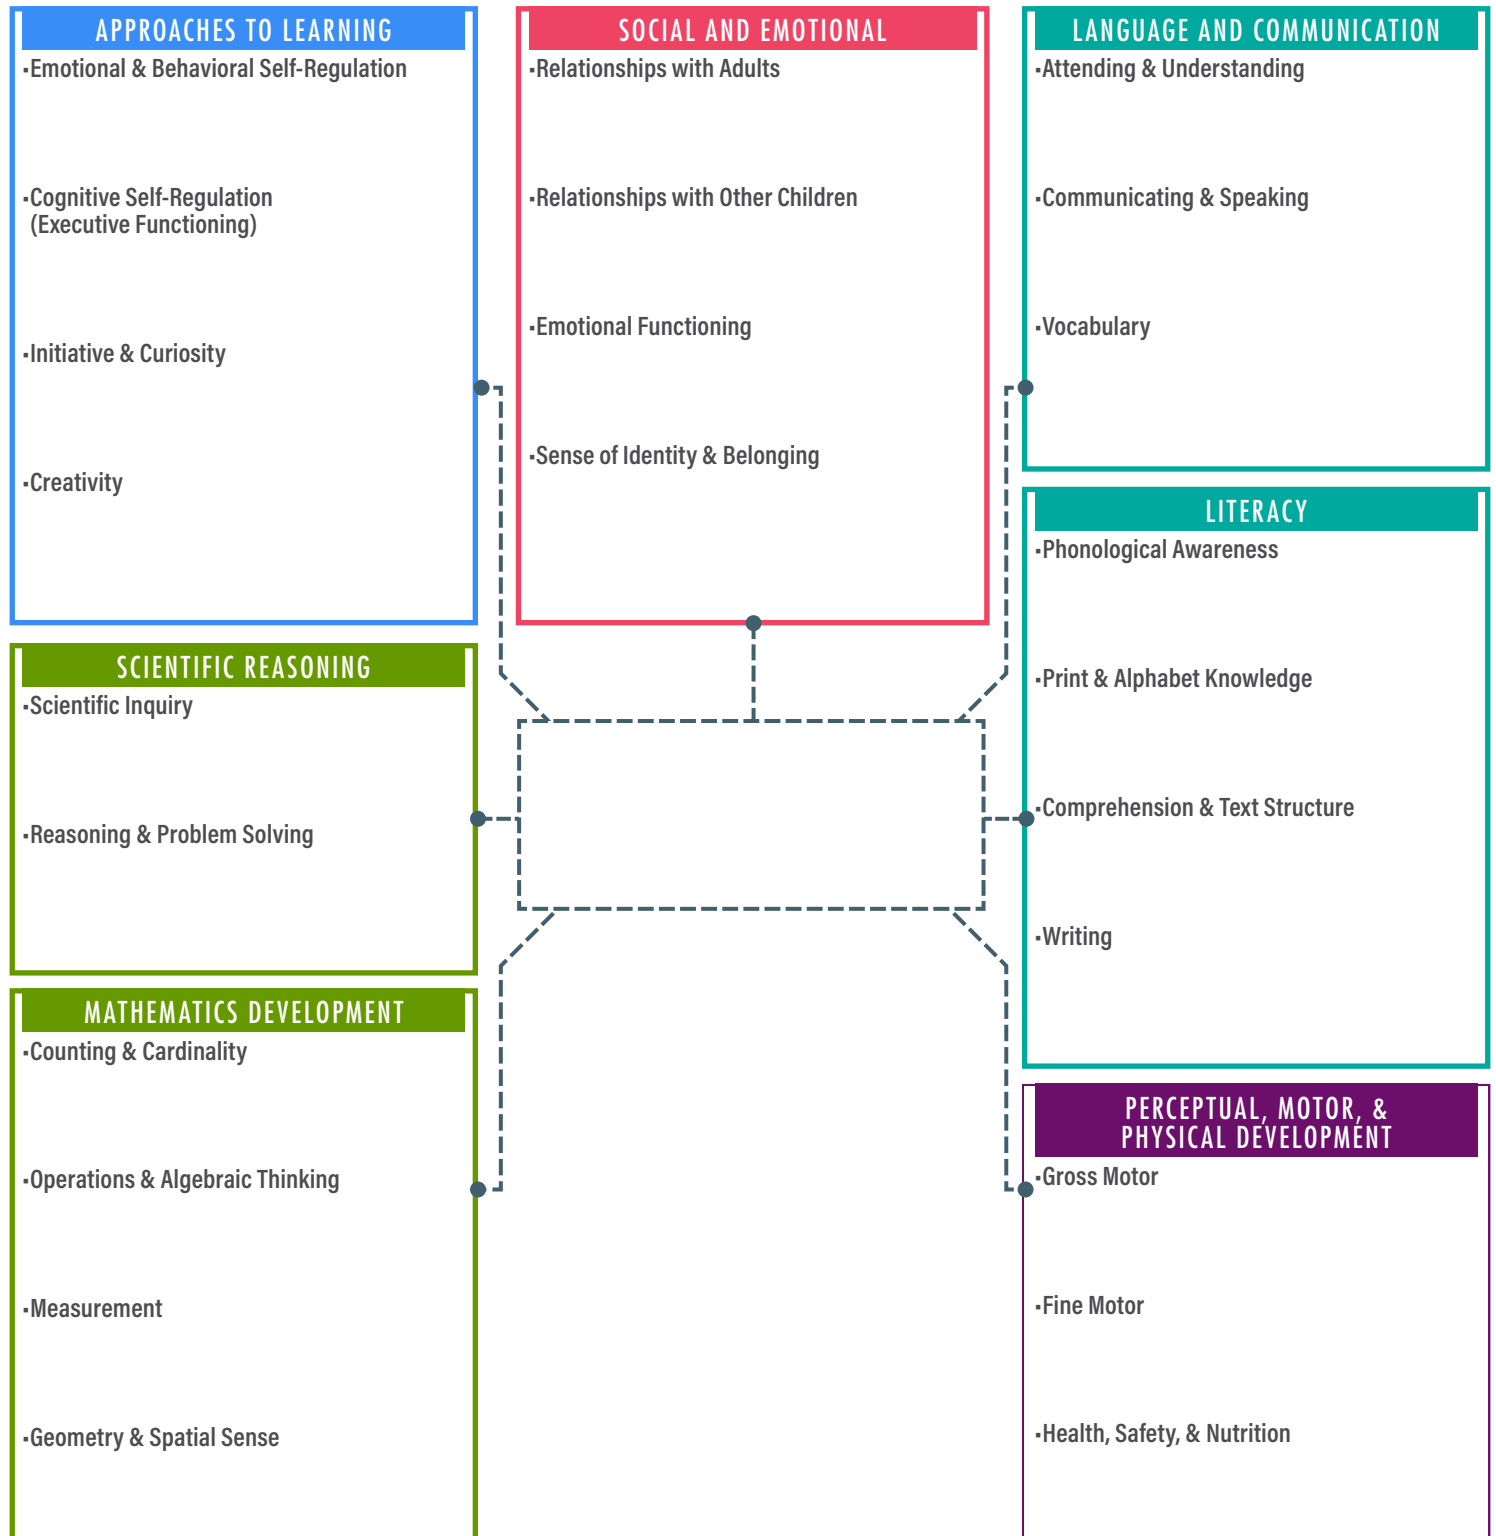 APPROACHES TO LEARNING
▪Emotional & Behavioral Self-Regulation
▪Cognitive Self-Regulation
(Executive Functioning)
▪Initiative & Curiosity
▪Creativity
SOCIAL AND EMOTIONAL
▪Relationships with Adults
▪Relationships with Other Children
▪Emotional Functioning
▪Sense of Identity & Belonging
LANGUAGE AND COMMUNICATION
▪Attending & Understanding
▪Communicating & Speaking
▪Vocabulary
LITERACY
▪Phonological Awareness
▪Print & Alphabet Knowledge
▪Comprehension & Text Structure
▪Writing
SCIENTIFIC REASONING
▪Scientific Inquiry
▪Reasoning & Problem Solving
MATHEMATICS DEVELOPMENT
▪Counting & Cardinality
▪Operations & Algebraic Thinking
▪Measurement
▪Geometry & Spatial Sense
PERCEPTUAL, MOTOR, &
PHYSICAL DEVELOPMENT
▪Gross Motor
▪Fine Motor
▪Health, Safety, & Nutrition